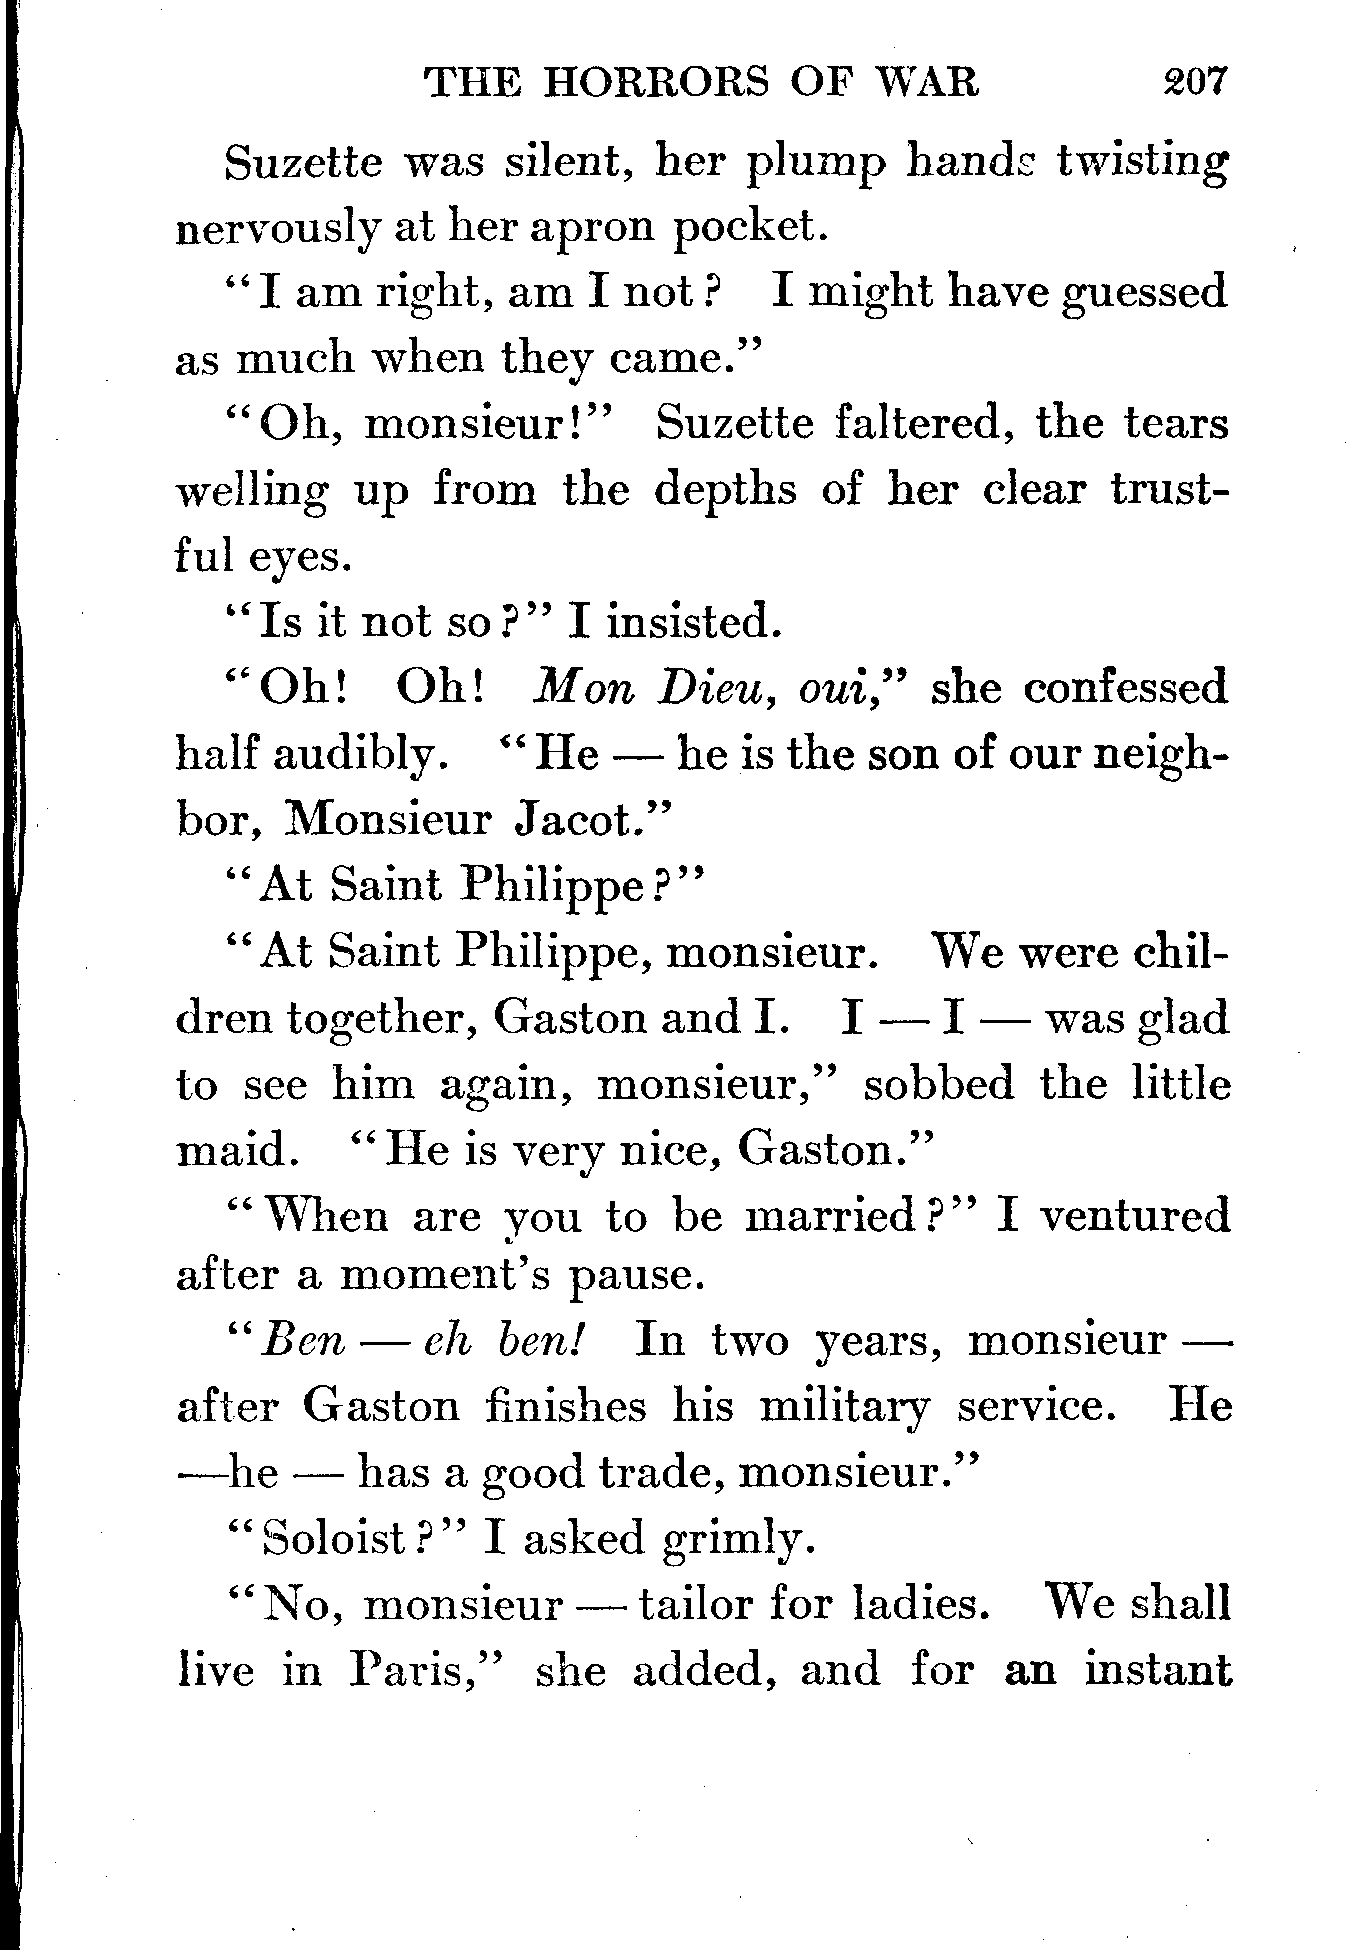 THE HORRORS OF WAR 207
Suzette was silent, her plump hands twisting
nervously at her apron pocket.
"I am right, am I not? I might have guessed
as much when they came."
"Oh, monsieur!" Suzette faltered, the tears
welling up from the depths of her clear trust-
ful eyes.
"Is it not so?" I insisted.
"Oh! Oh! Mon Dieu, oui," she confessed
half audibly. "He — he is the son of our neigh-
bor, Monsieur Jacot."
"At Saint Philippe?"
"At Saint Philippe, monsieur. We were chil-
dren together, Gaston and I. I — I — was glad
to see him again, monsieur," sobbed the little
maid. "He is very nice, Gaston."
"When are you to be married?" I ventured
after a moment's pause.
"Ben — eh ben! In two years, monsieur —
after Gaston finishes his military service. He
—he — has a good trade, monsieur."
"Soloist?" I asked grimly.
"No, monsieur — tailor for ladies. We shall
live in Paris," she added, and for an instant